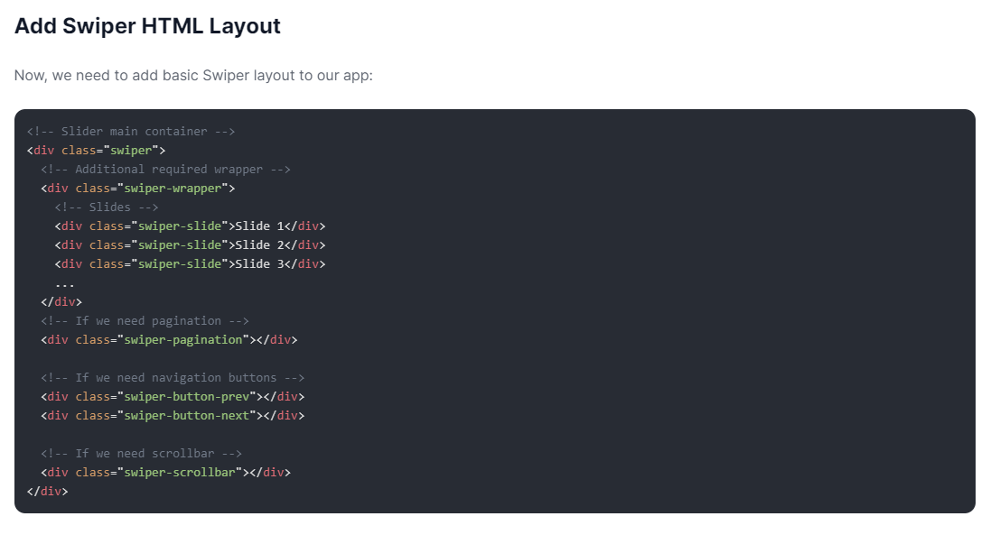 Add Swiper HTML Layout
Now, we need to add basic Swiper layout to our app:
<!-- Slider main container -->
<div class="swiper">
  <!-- Additional required wrapper -->
  <div class="swiper-wrapper">
    <!-- Slides -->
    <div class="swiper-slide">Slide 1</div>
    <div class="swiper-slide">Slide 2</div>
    <div class="swiper-slide">Slide 3</div>
    ...
  </div>
  <!-- If we need pagination -->
  <div class="swiper-pagination"></div>

  <!-- If we need navigation buttons -->
  <div class="swiper-button-prev"></div>
  <div class="swiper-button-next"></div>

  <!-- If we need scrollbar -->
  <div class="swiper-scrollbar"></div>
</div>